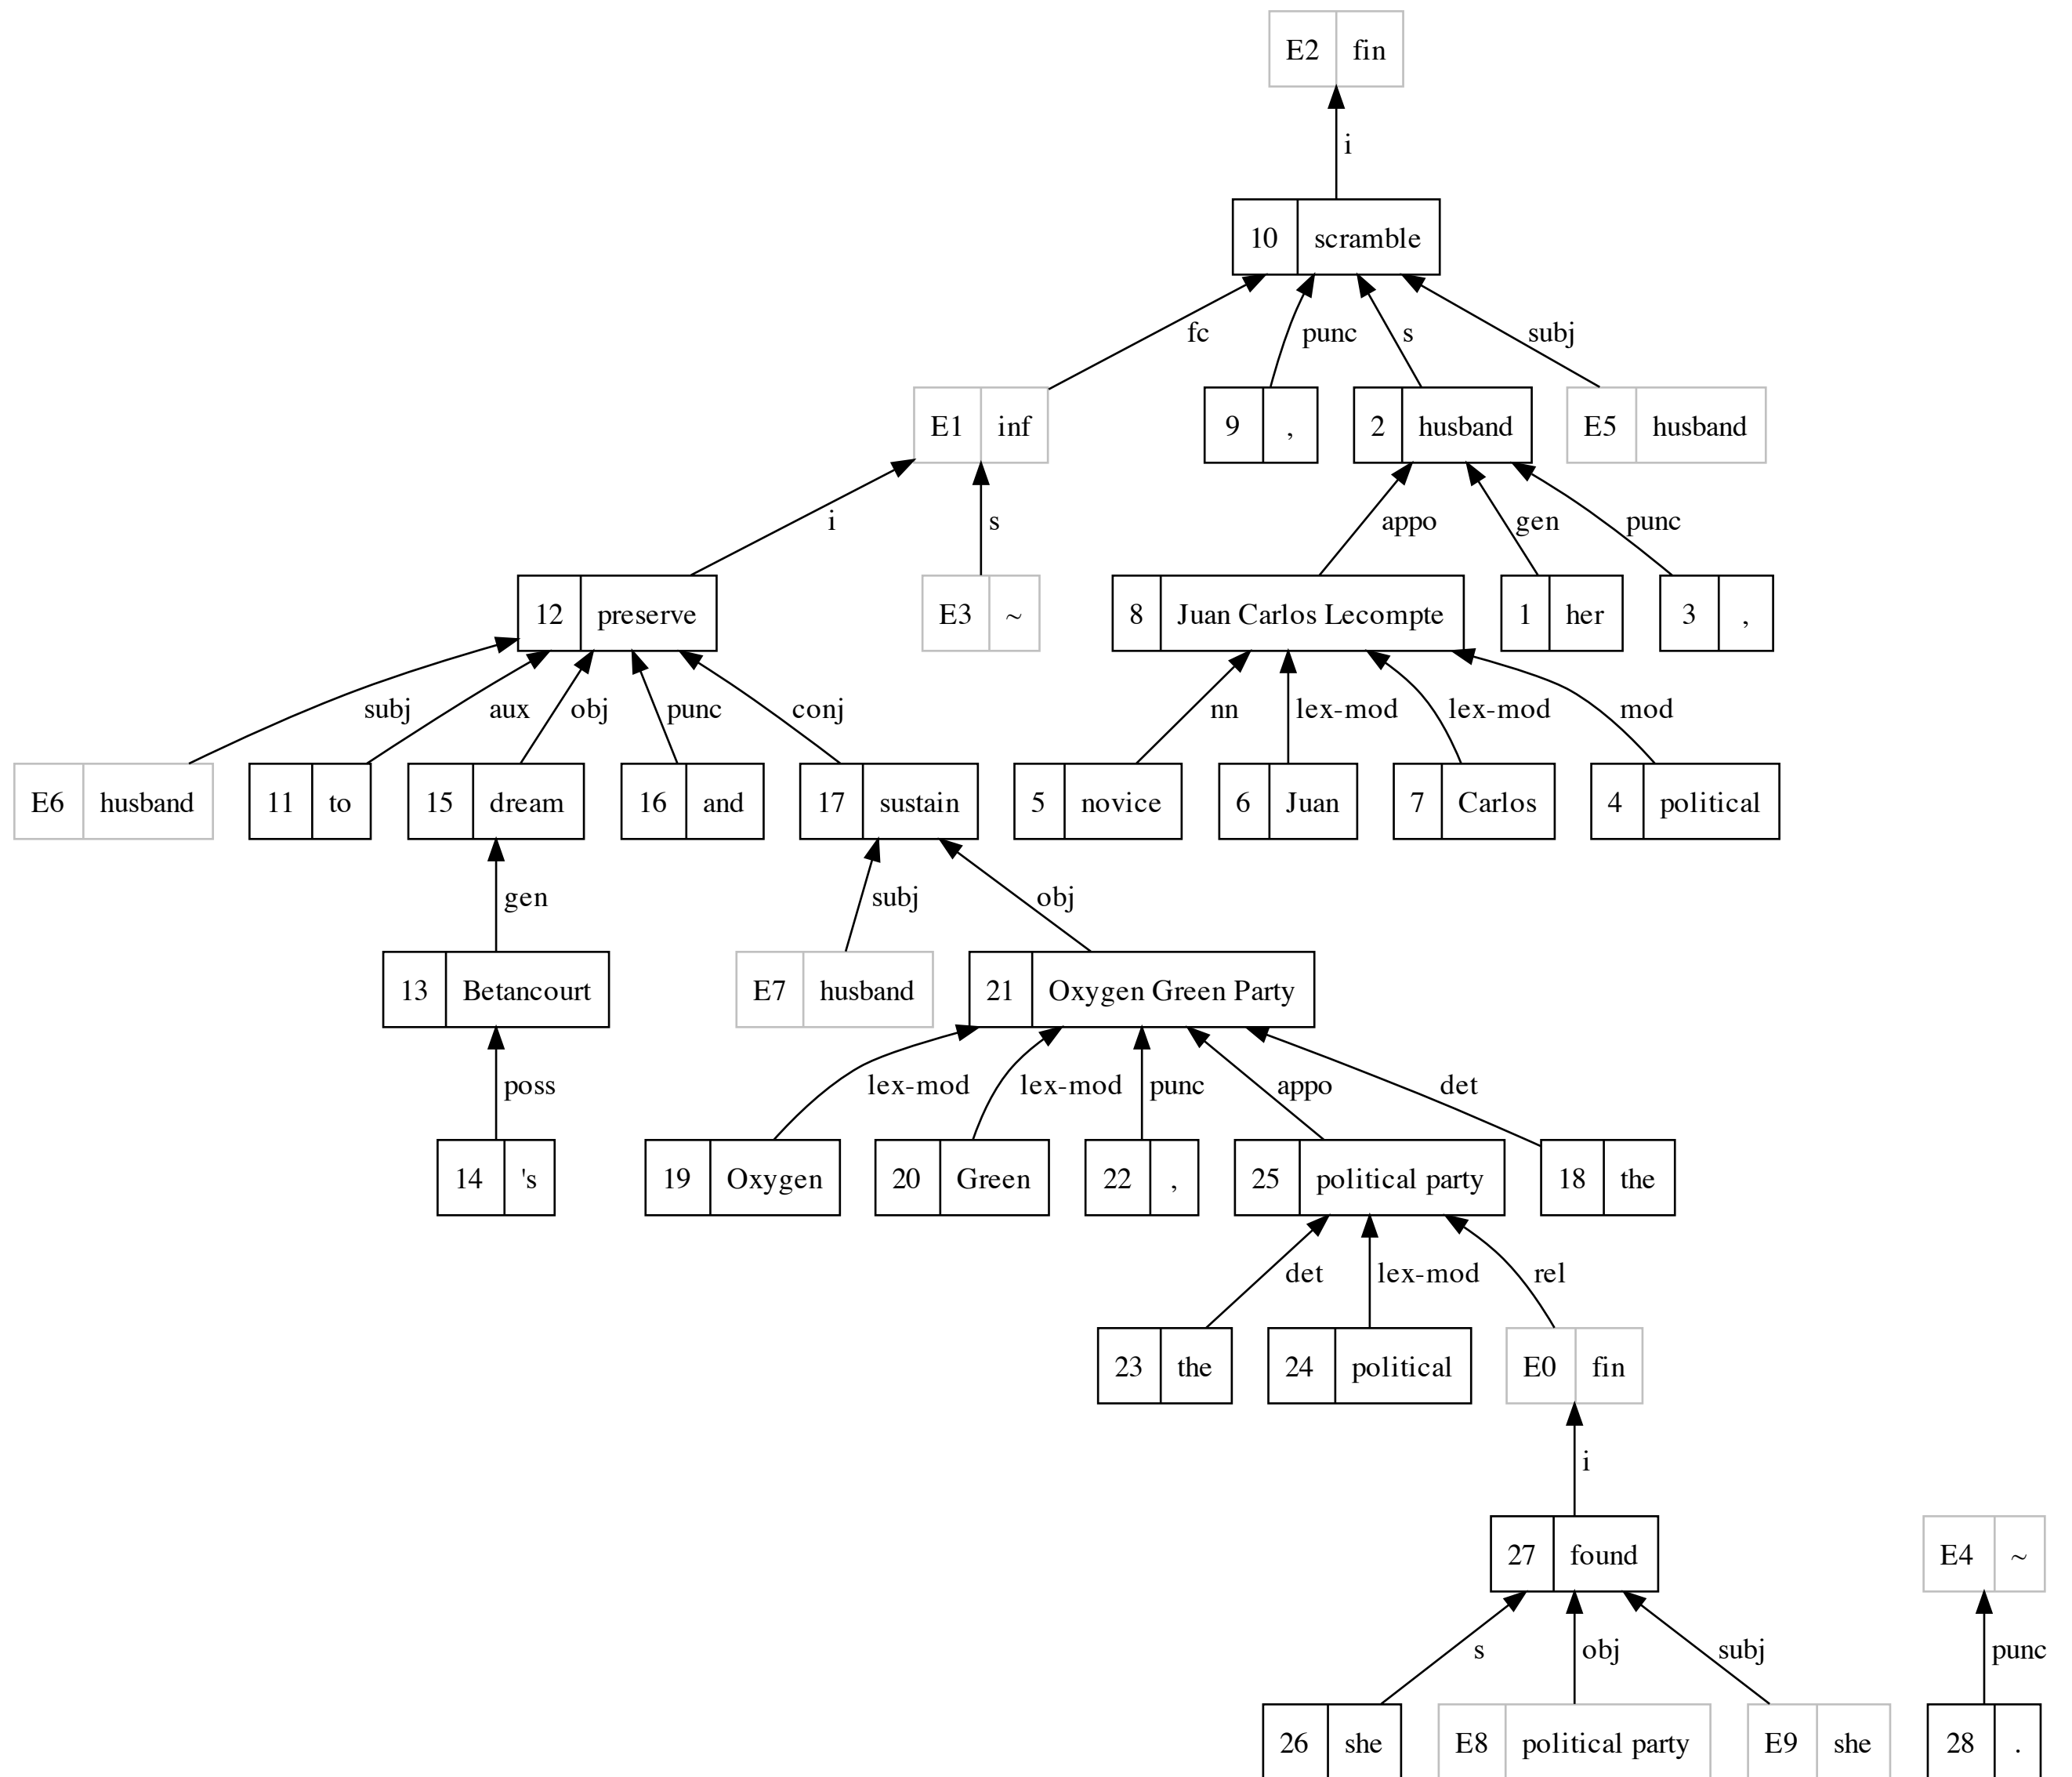 E2 fin
i
10 scramble
fc punc s subj
E1 inf 9 , 2 husband E5 husband
i s appo gen punc
12 preserve E3 ~ 8 Juan Carlos Lecompte 1 her 3 ,
subj aux obj punc conj nn lex-mod lex-mod mod
E6 husband 11 to 15 dream 16 and 17 sustain 5 novice 6 Juan 7 Carlos 4 political
gen subj obj
13 Betancourt E7 husband 21 Oxygen Green Party
poss lex-mod lex-mod punc appo det
14 's 19 Oxygen 20 Green 22 , 25 political party 18 the
det lex-mod rel
23 the 24 political E0 fin
i
27 found E4 ~
s obj subj punc
26 she E8 political party E9 she 28 .